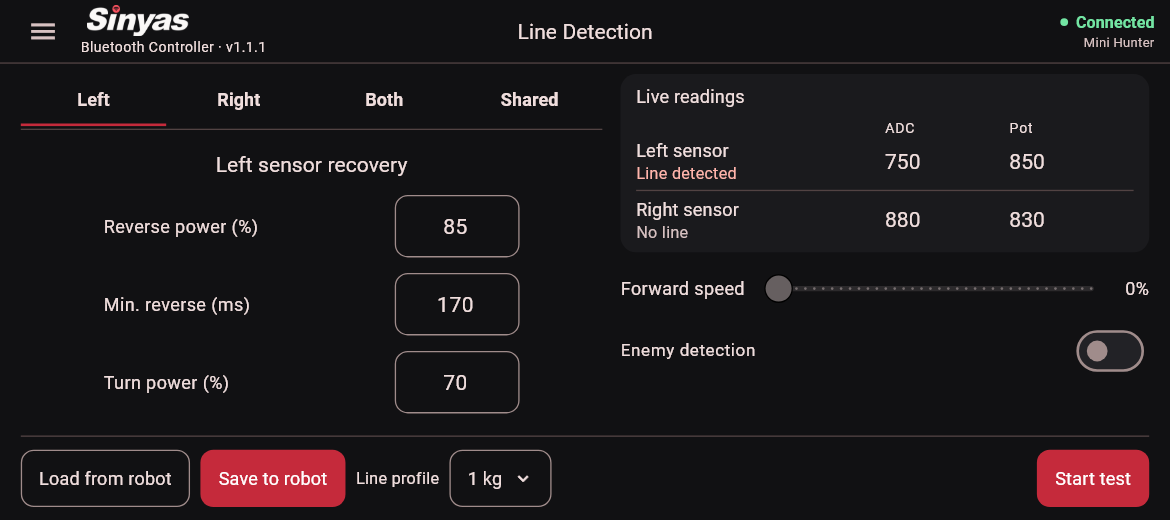 Sinyas
Bluetooth Controller · v1.1.1
Line Detection
Connected
Mini Hunter
Left Right Both Shared
Left sensor recovery
Reverse power (%) 85
Min. reverse (ms) 170
Turn power (%) 70
Live readings
ADC Pot
Left sensor 750 850
Line detected
Right sensor 880 830
No line
Forward speed 0%
Enemy detection
Load from robot Save to robot Line profile 1 kg Start test